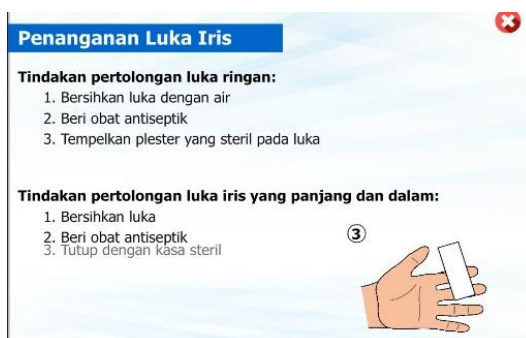 Penanganan Luka Iris
Tindakan pertolongan luka ringan:
1. Bersihkan luka dengan air
2. Beri obat antiseptik
3. Tempelkan plester yang steril pada luka
Tindakan pertolongan luka iris yang panjang dan dalam:
1. Bersihkan luka
2. Beri obat antiseptik
3. Tutup dengan kasa steril
③